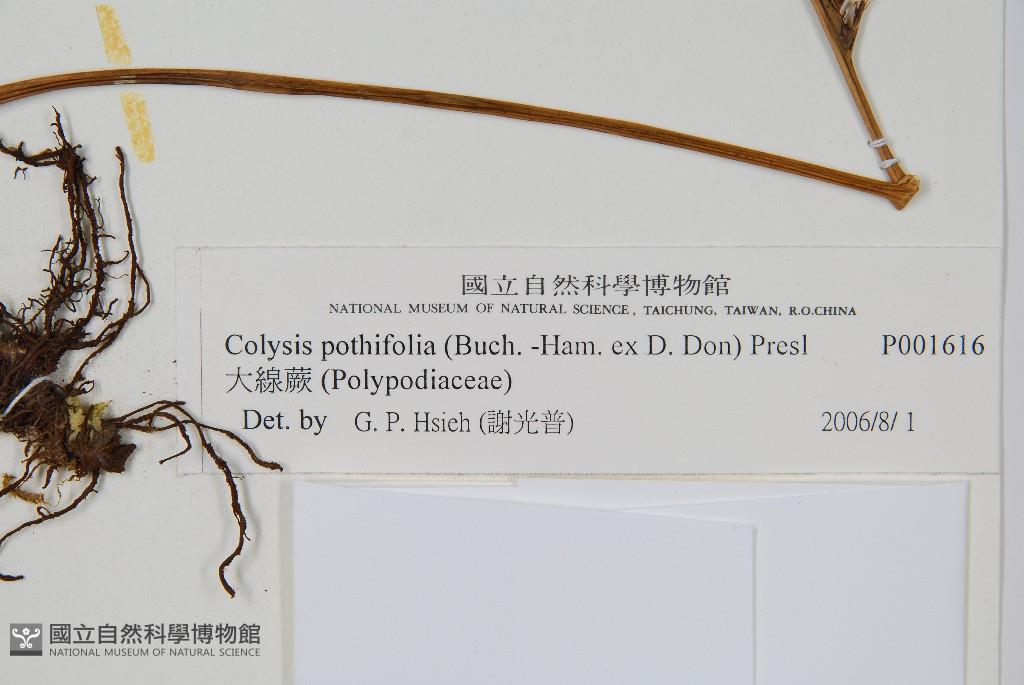 國立自然科學博物館
NATIONAL MUSEUM OF NATURAL SCIENCE, TAICHUNG, TAIWAN, R.O.CHINA
Colysis pothifolia (Buch. -Ham. ex D. Don) Presl P001616
大線蕨 (Polypodiaceae)
Det. by G. P. Hsieh (謝光普) 2006/8/ 1
國立自然科學博物館
NATIONAL MUSEUM OF NATURAL SCIENCE